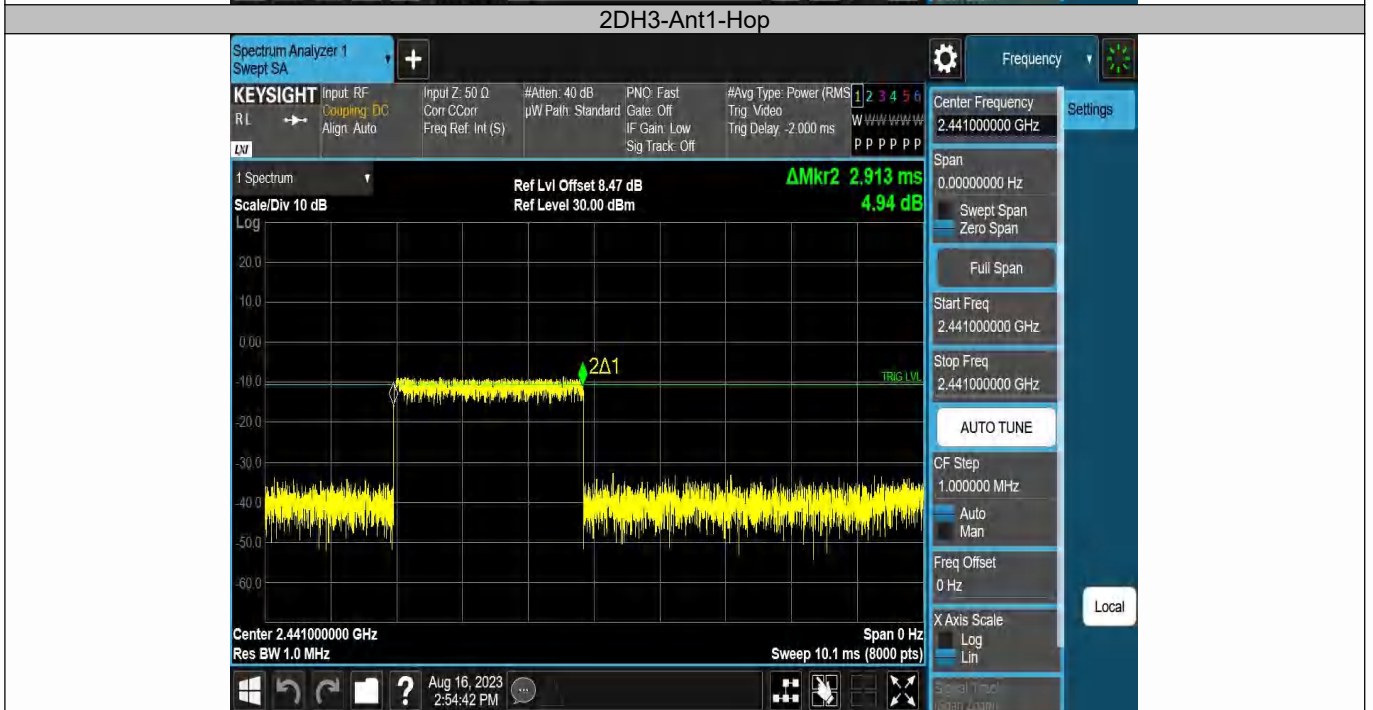 2DH3-Ant1-Hop
Spectrum Analyzer 1
Swept SA
+
Frequency
KEYSIGHT
RL
LXI
Input: RF
Coupling: DC
Align: Auto
Input Z: 50 Ω
Corr CCorr
Freq Ref: Int (S)
#Atten: 40 dB
µW Path: Standard
PNO: Fast
Gate: Off
IF Gain: Low
Sig Track: Off
#Avg Type: Power (RMS
Trig: Video
Trig Delay: -2.000 ms
1 2 3 4 5 6
W W W W W W
P P P P P P
Center Frequency
2.441000000 GHz
Settings
1 Spectrum
Scale/Div 10 dB
Log
Ref Lvl Offset 8.47 dB
Ref Level 30.00 dBm
ΔMkr2 2.913 ms
4.94 dB
Span
0.00000000 Hz
Swept Span
Zero Span
Full Span
Start Freq
2.441000000 GHz
Stop Freq
2.441000000 GHz
AUTO TUNE
CF Step
1.000000 MHz
Auto
Man
Freq Offset
0 Hz
X Axis Scale
Log
Lin
Local
20.0
10.0
0.00
-10.0
-20.0
-30.0
-40.0
-50.0
-60.0
2Δ1
TRIG LVL
Center 2.441000000 GHz
Res BW 1.0 MHz
Span 0 Hz
Sweep 10.1 ms (8000 pts)
?
Aug 16, 2023
2:54:42 PM
Signal Track
(Span Zoom)